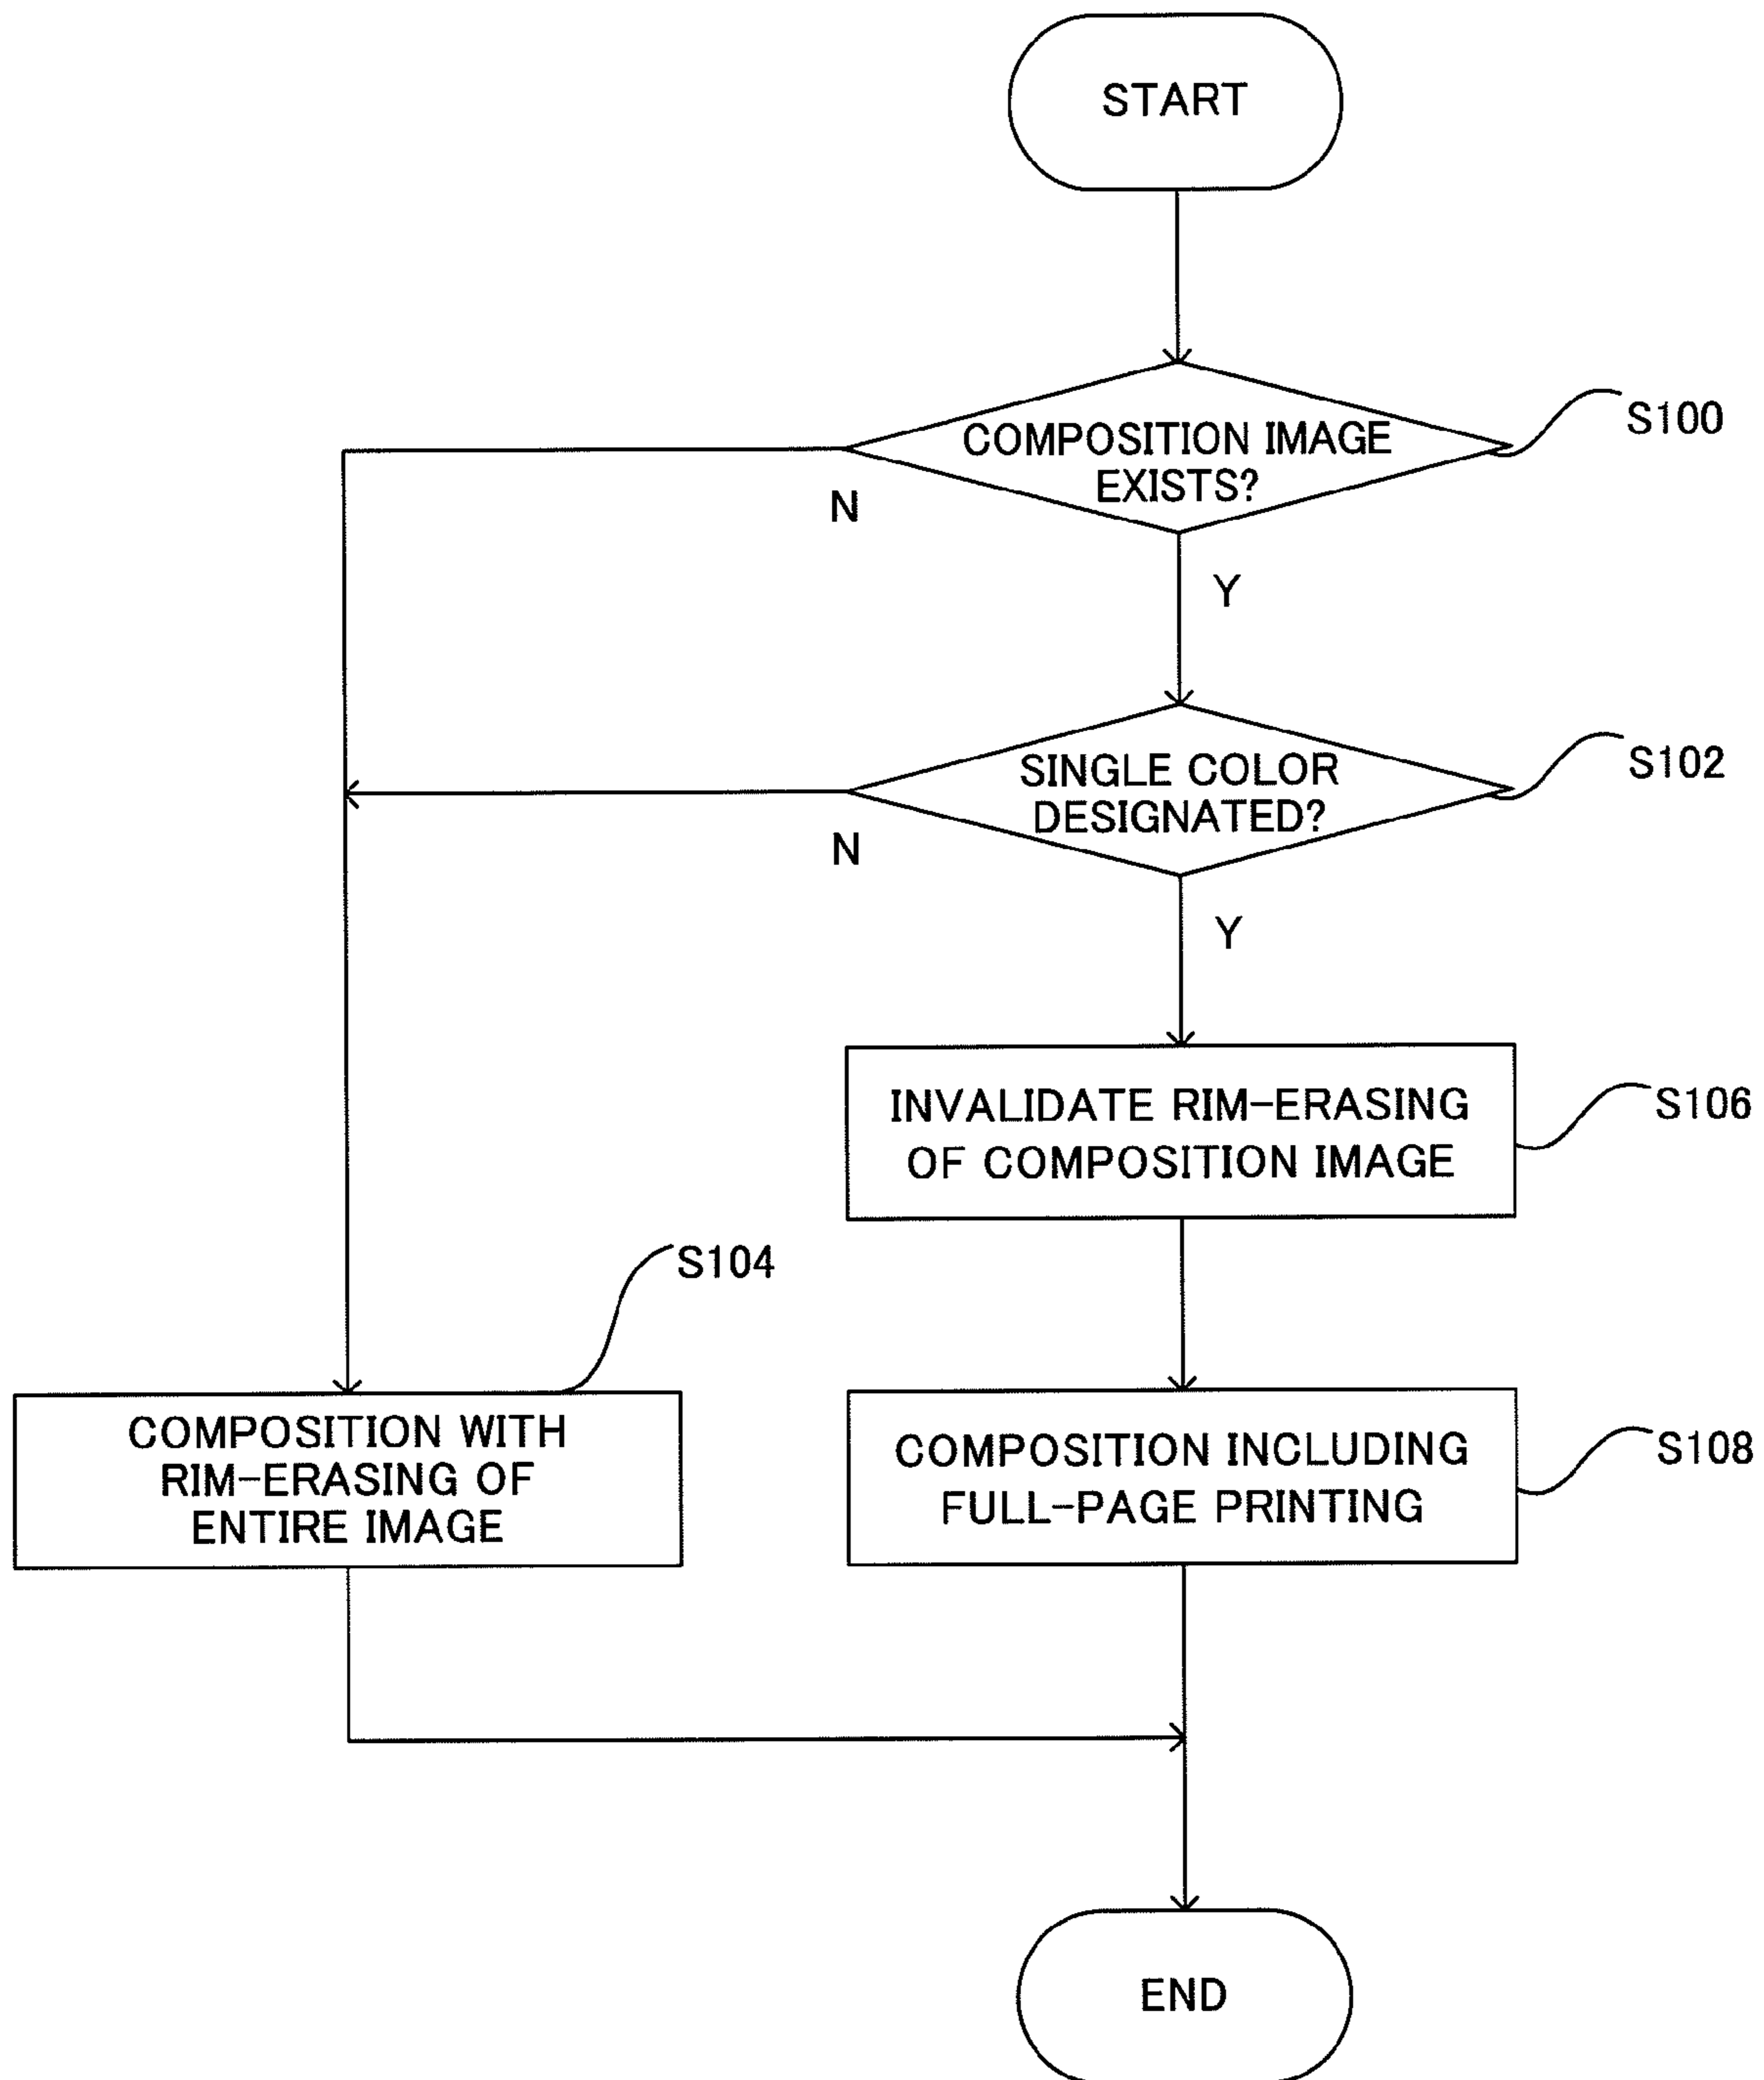 START
COMPOSITION IMAGE
EXISTS?
S100
N
Y
SINGLE COLOR
DESIGNATED?
S102
N
Y
INVALIDATE RIM-ERASING
OF COMPOSITION IMAGE
S106
S104
COMPOSITION WITH
RIM-ERASING OF
ENTIRE IMAGE
COMPOSITION INCLUDING
FULL-PAGE PRINTING
S108
END